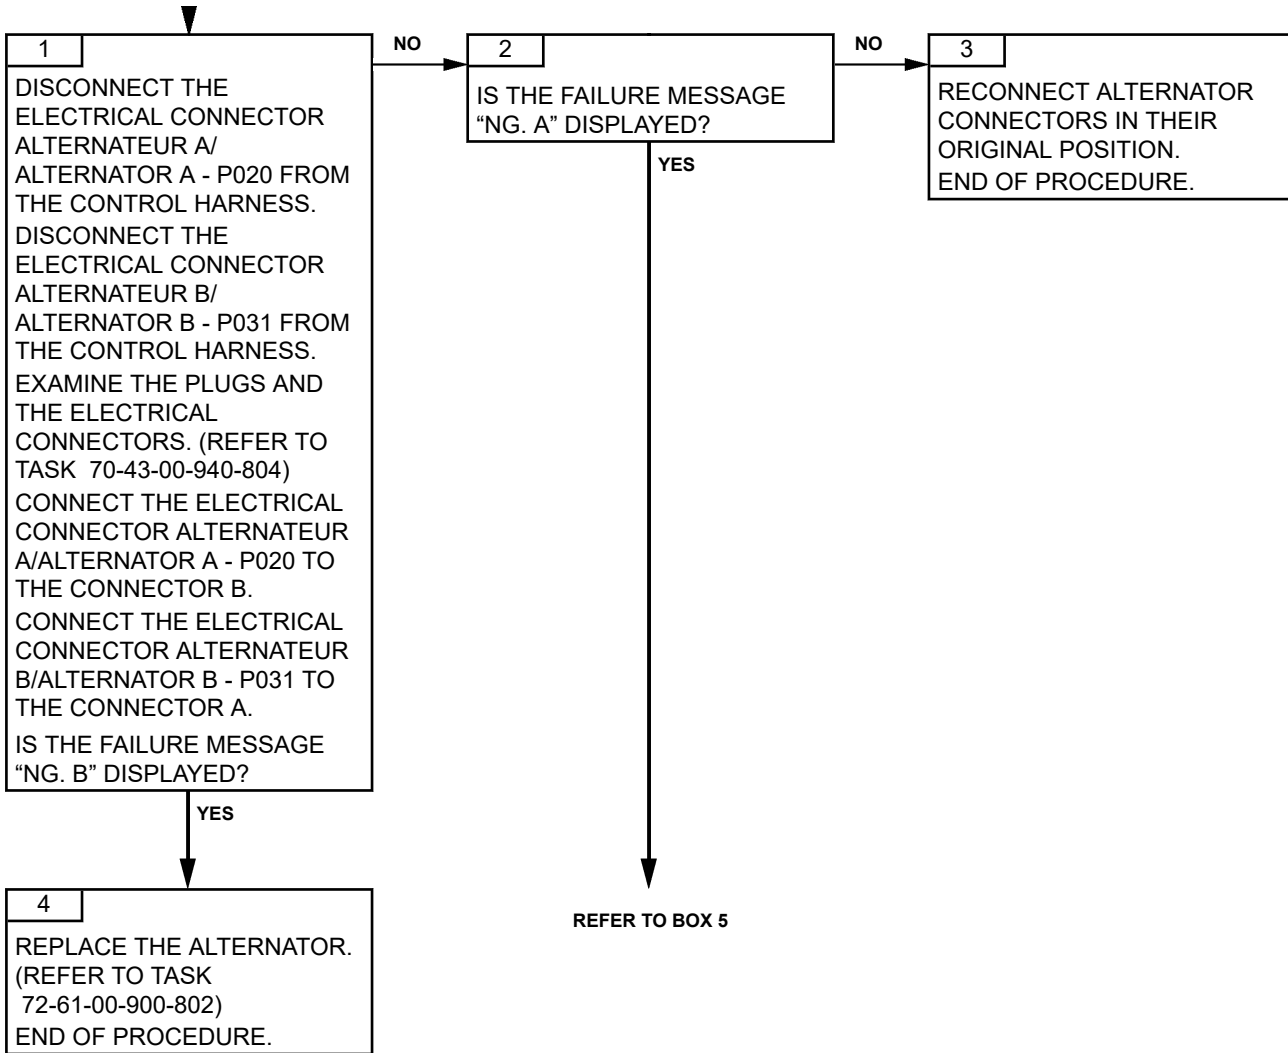 1
DISCONNECT THE
ELECTRICAL CONNECTOR
ALTERNATEUR A/
ALTERNATOR A - P020 FROM
THE CONTROL HARNESS.
DISCONNECT THE
ELECTRICAL CONNECTOR
ALTERNATEUR B/
ALTERNATOR B - P031 FROM
THE CONTROL HARNESS.
EXAMINE THE PLUGS AND
THE ELECTRICAL
CONNECTORS. (REFER TO
TASK 70-43-00-940-804)
CONNECT THE ELECTRICAL
CONNECTOR ALTERNATEUR
A/ALTERNATOR A - P020 TO
THE CONNECTOR B.
CONNECT THE ELECTRICAL
CONNECTOR ALTERNATEUR
B/ALTERNATOR B - P031 TO
THE CONNECTOR A.
IS THE FAILURE MESSAGE
“NG. B” DISPLAYED?
NO
2
IS THE FAILURE MESSAGE
“NG. A” DISPLAYED?
NO
3
RECONNECT ALTERNATOR
CONNECTORS IN THEIR
ORIGINAL POSITION.
END OF PROCEDURE.
YES
YES
4
REPLACE THE ALTERNATOR.
(REFER TO TASK
72-61-00-900-802)
END OF PROCEDURE.
REFER TO BOX 5